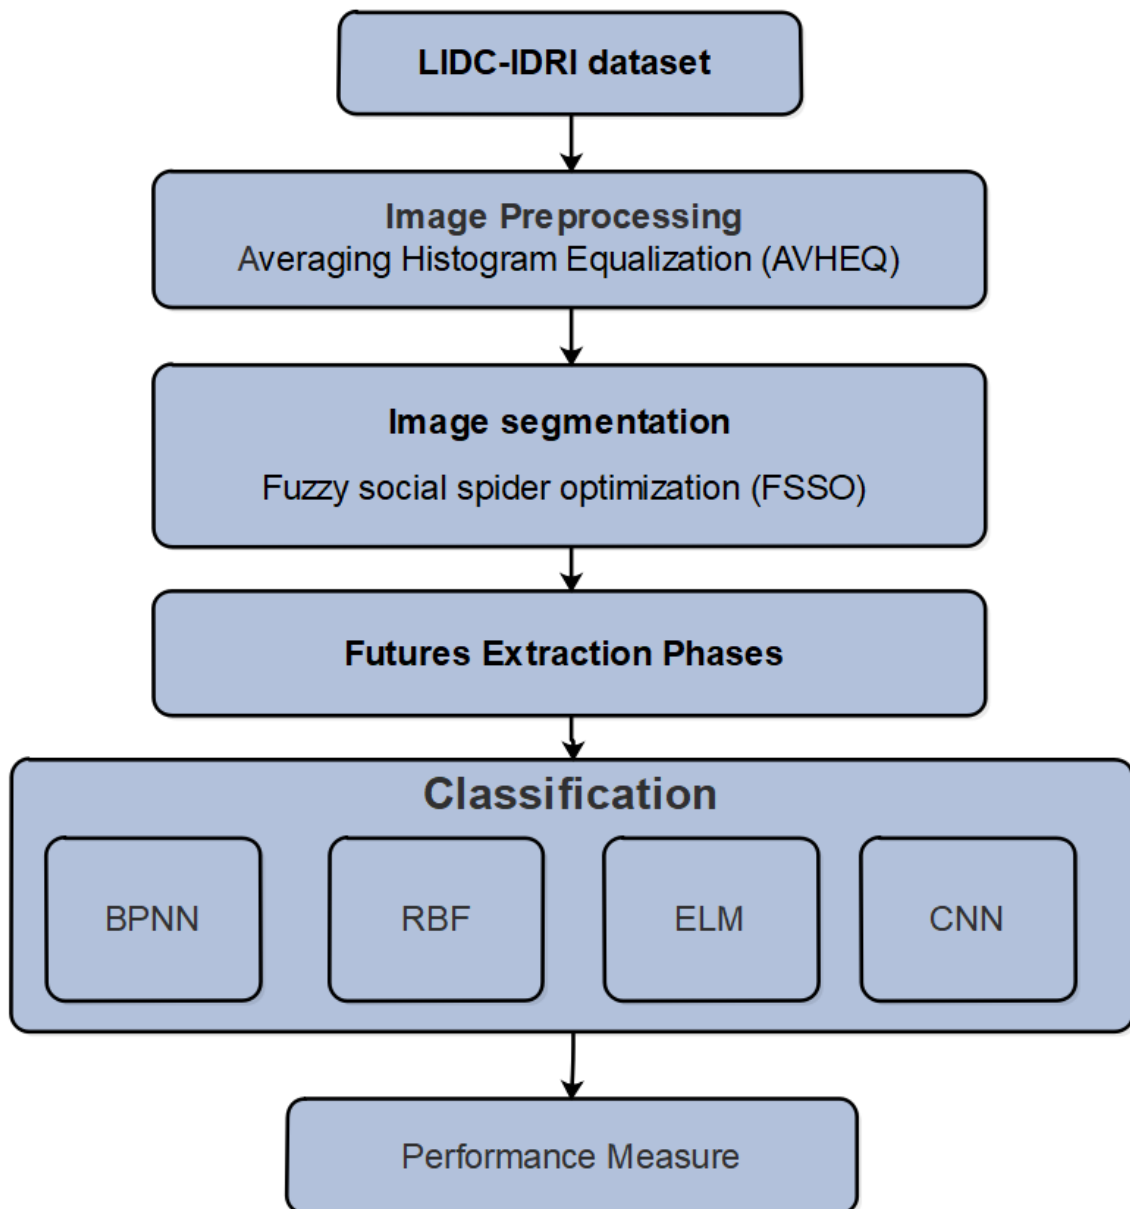 LIDC-IDRI dataset
Image Preprocessing
Averaging Histogram Equalization (AVHEQ)
Image segmentation
Fuzzy social spider optimization (FSSO)
Futures Extraction Phases
Classification
BPNN
RBF
ELM
CNN
Performance Measure